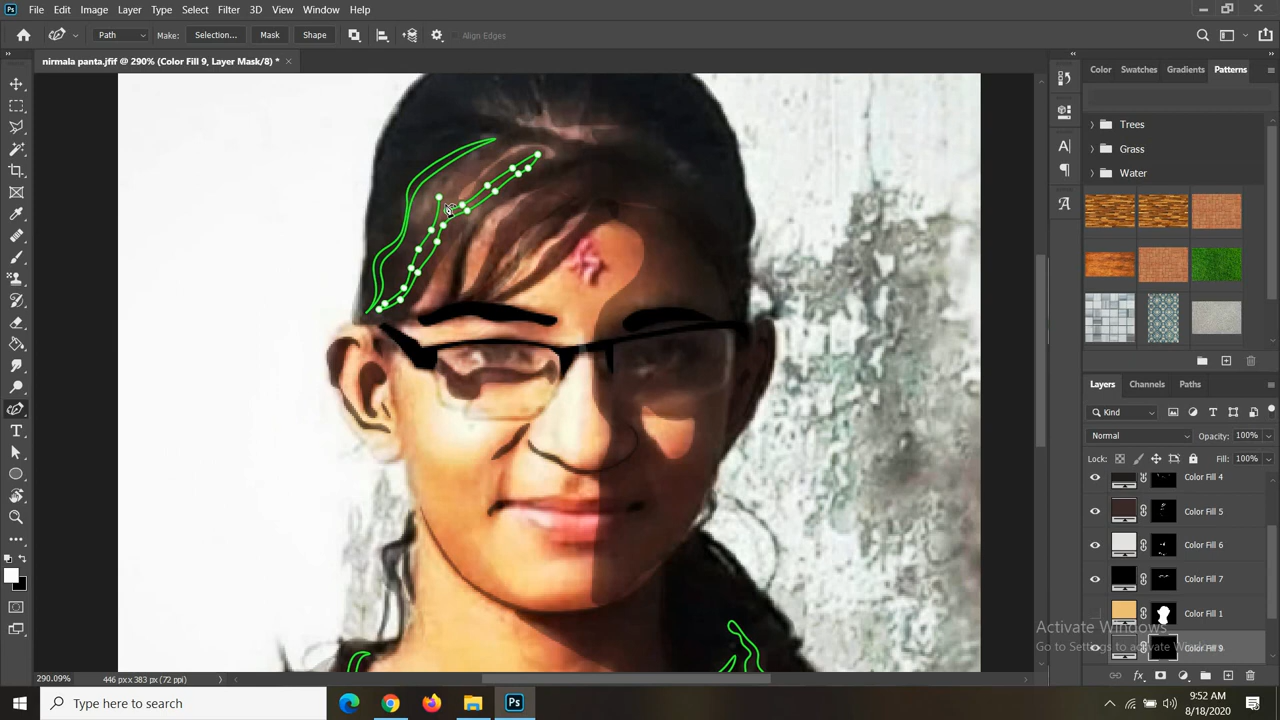 Ps File Edit Image Layer Type Select Filter 3D View Window Help
Path Make: Selection... Mask Shape Align Edges
nirmala panta.jfif @ 290% (Color Fill 9, Layer Mask/8) *
Color Swatches Gradients Patterns
Trees
Grass
Water
Layers Channels Paths
Kind
Normal Opacity: 100%
Lock: Fill: 100%
Color Fill 4
Color Fill 5
Color Fill 6
Color Fill 7
Color Fill 1
Color Fill 9
Activate Windows
Go to Settings to activate Windows.
290.09% 446 px x 383 px (72 ppi)
Type here to search
Ps
9:52 AM
8/18/2020